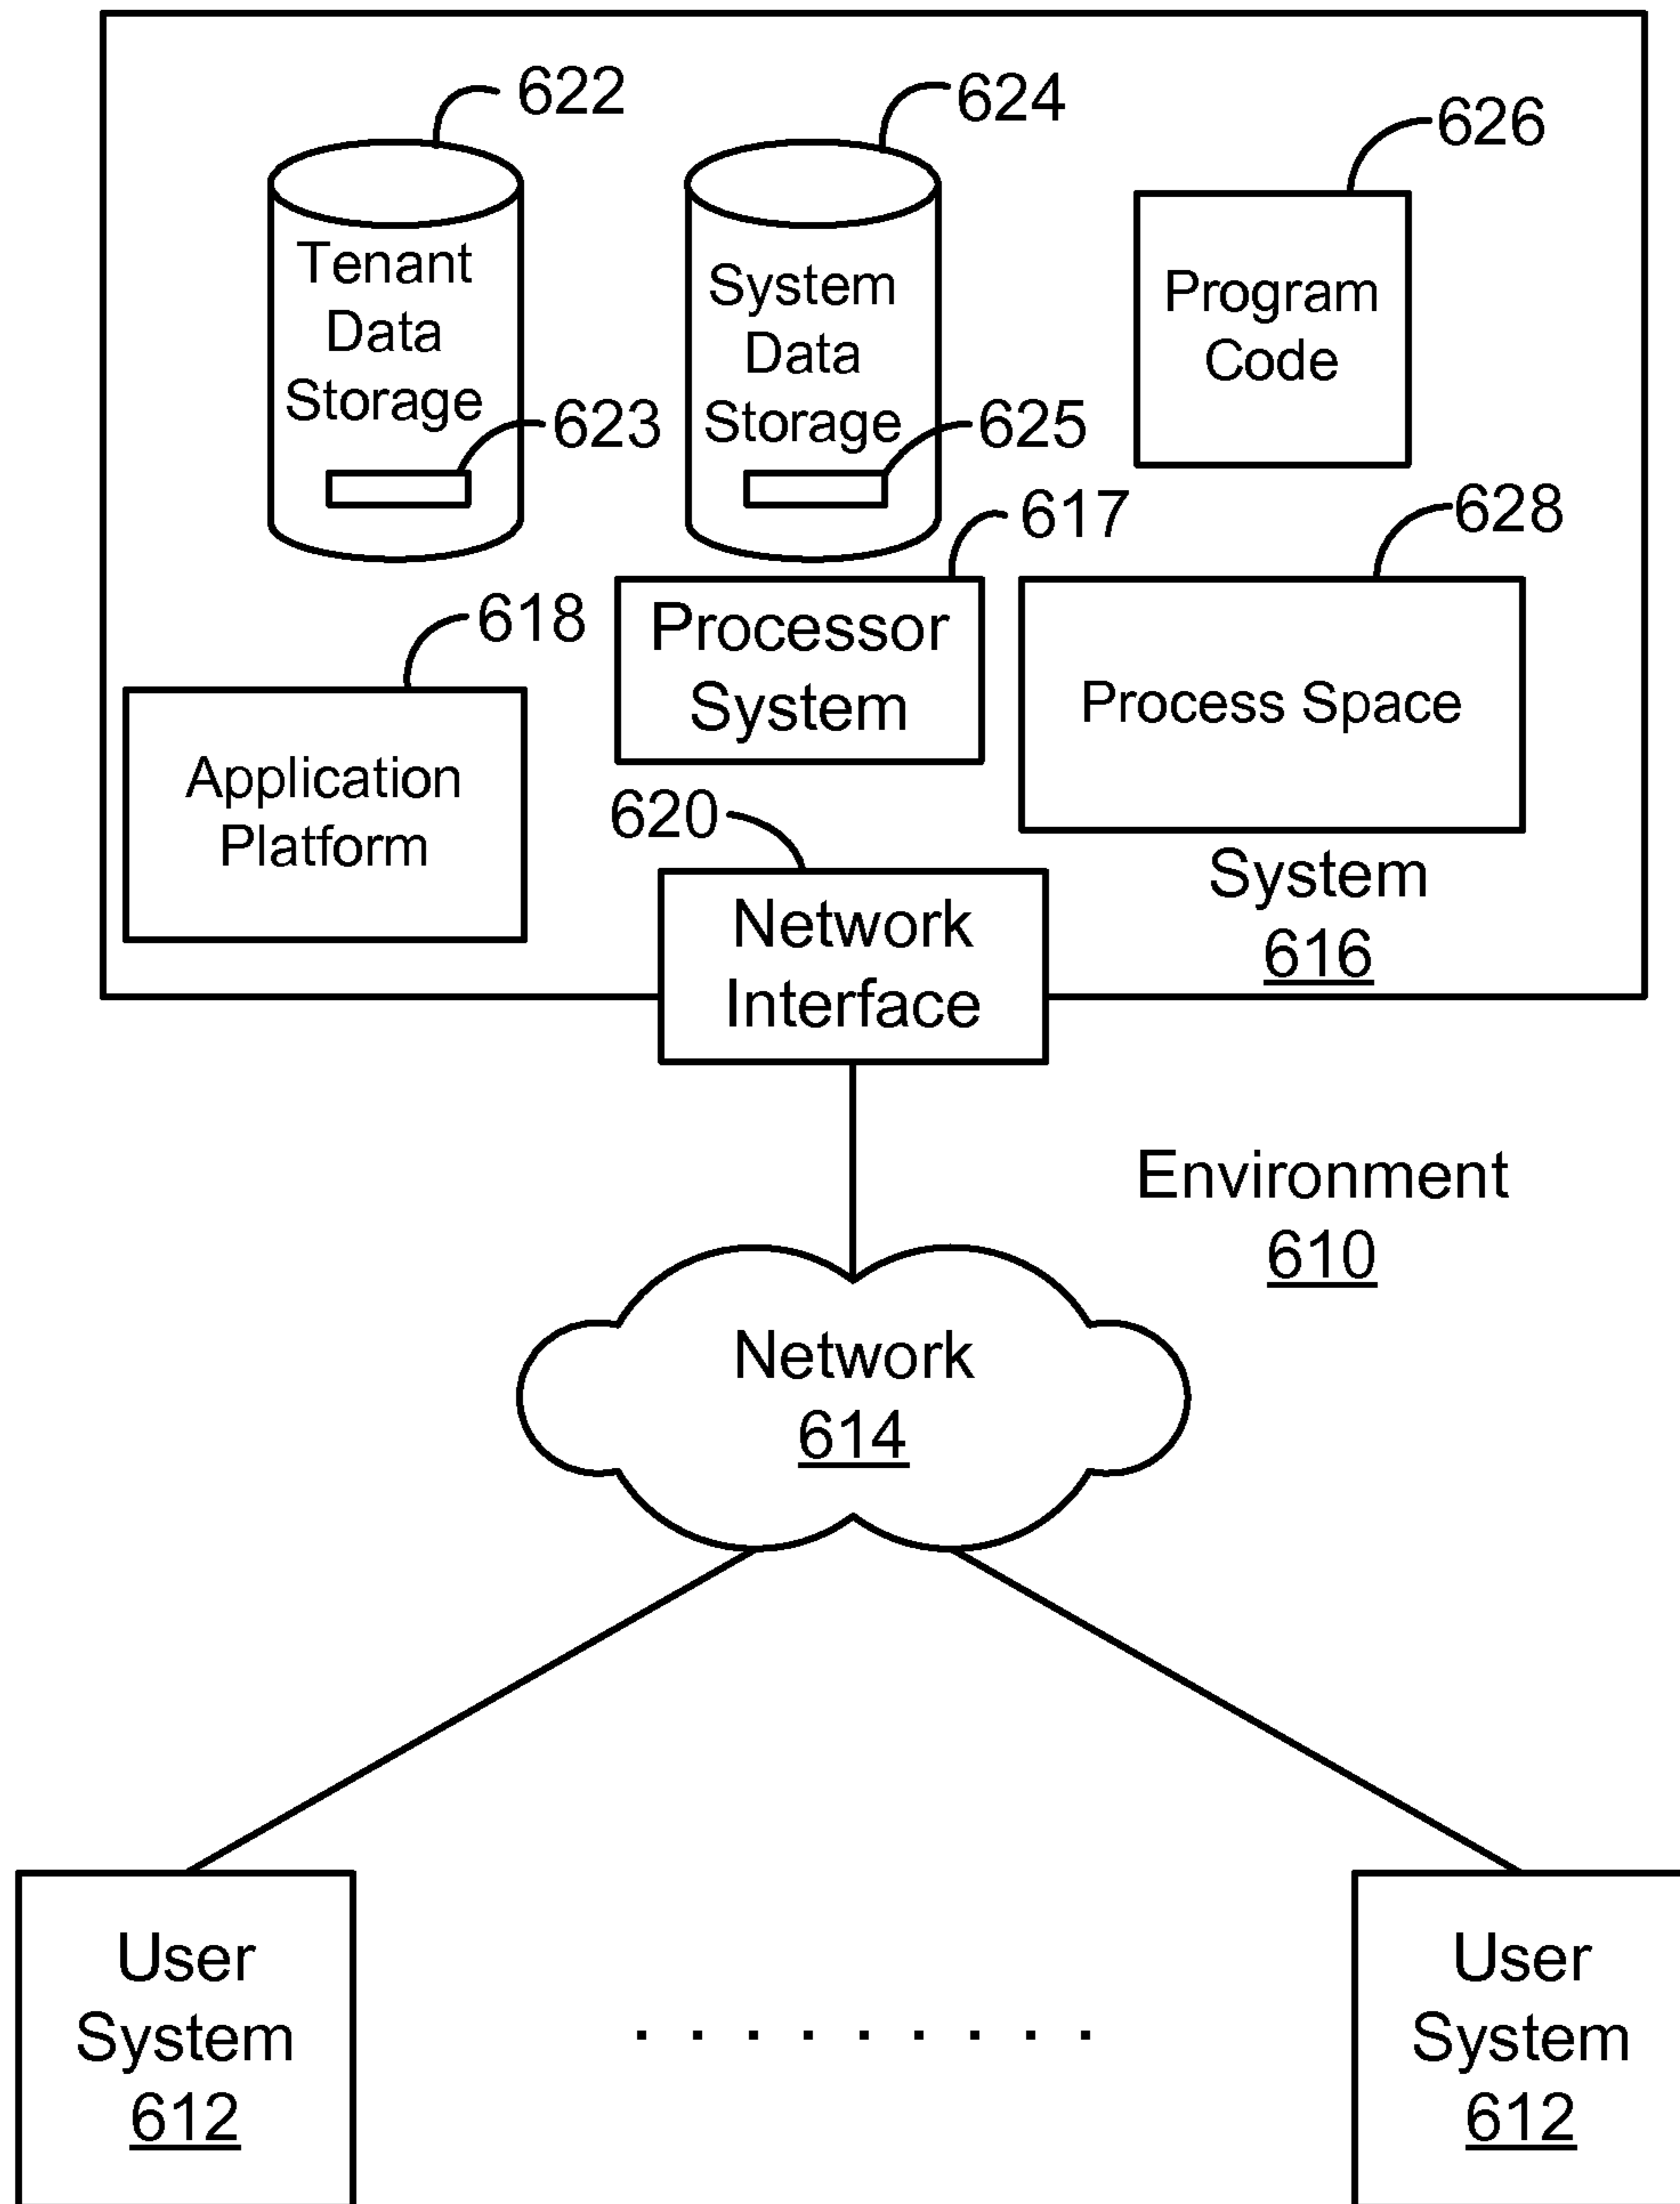 622
624
626
Tenant
Data
Storage
System
Data
Storage
Program
Code
623
625
617
628
618
Processor
System
Process Space
Application
Platform
620
System
616
Network
Interface
Environment
610
Network
614
User
System
612
. . . . . . . . .
User
System
612